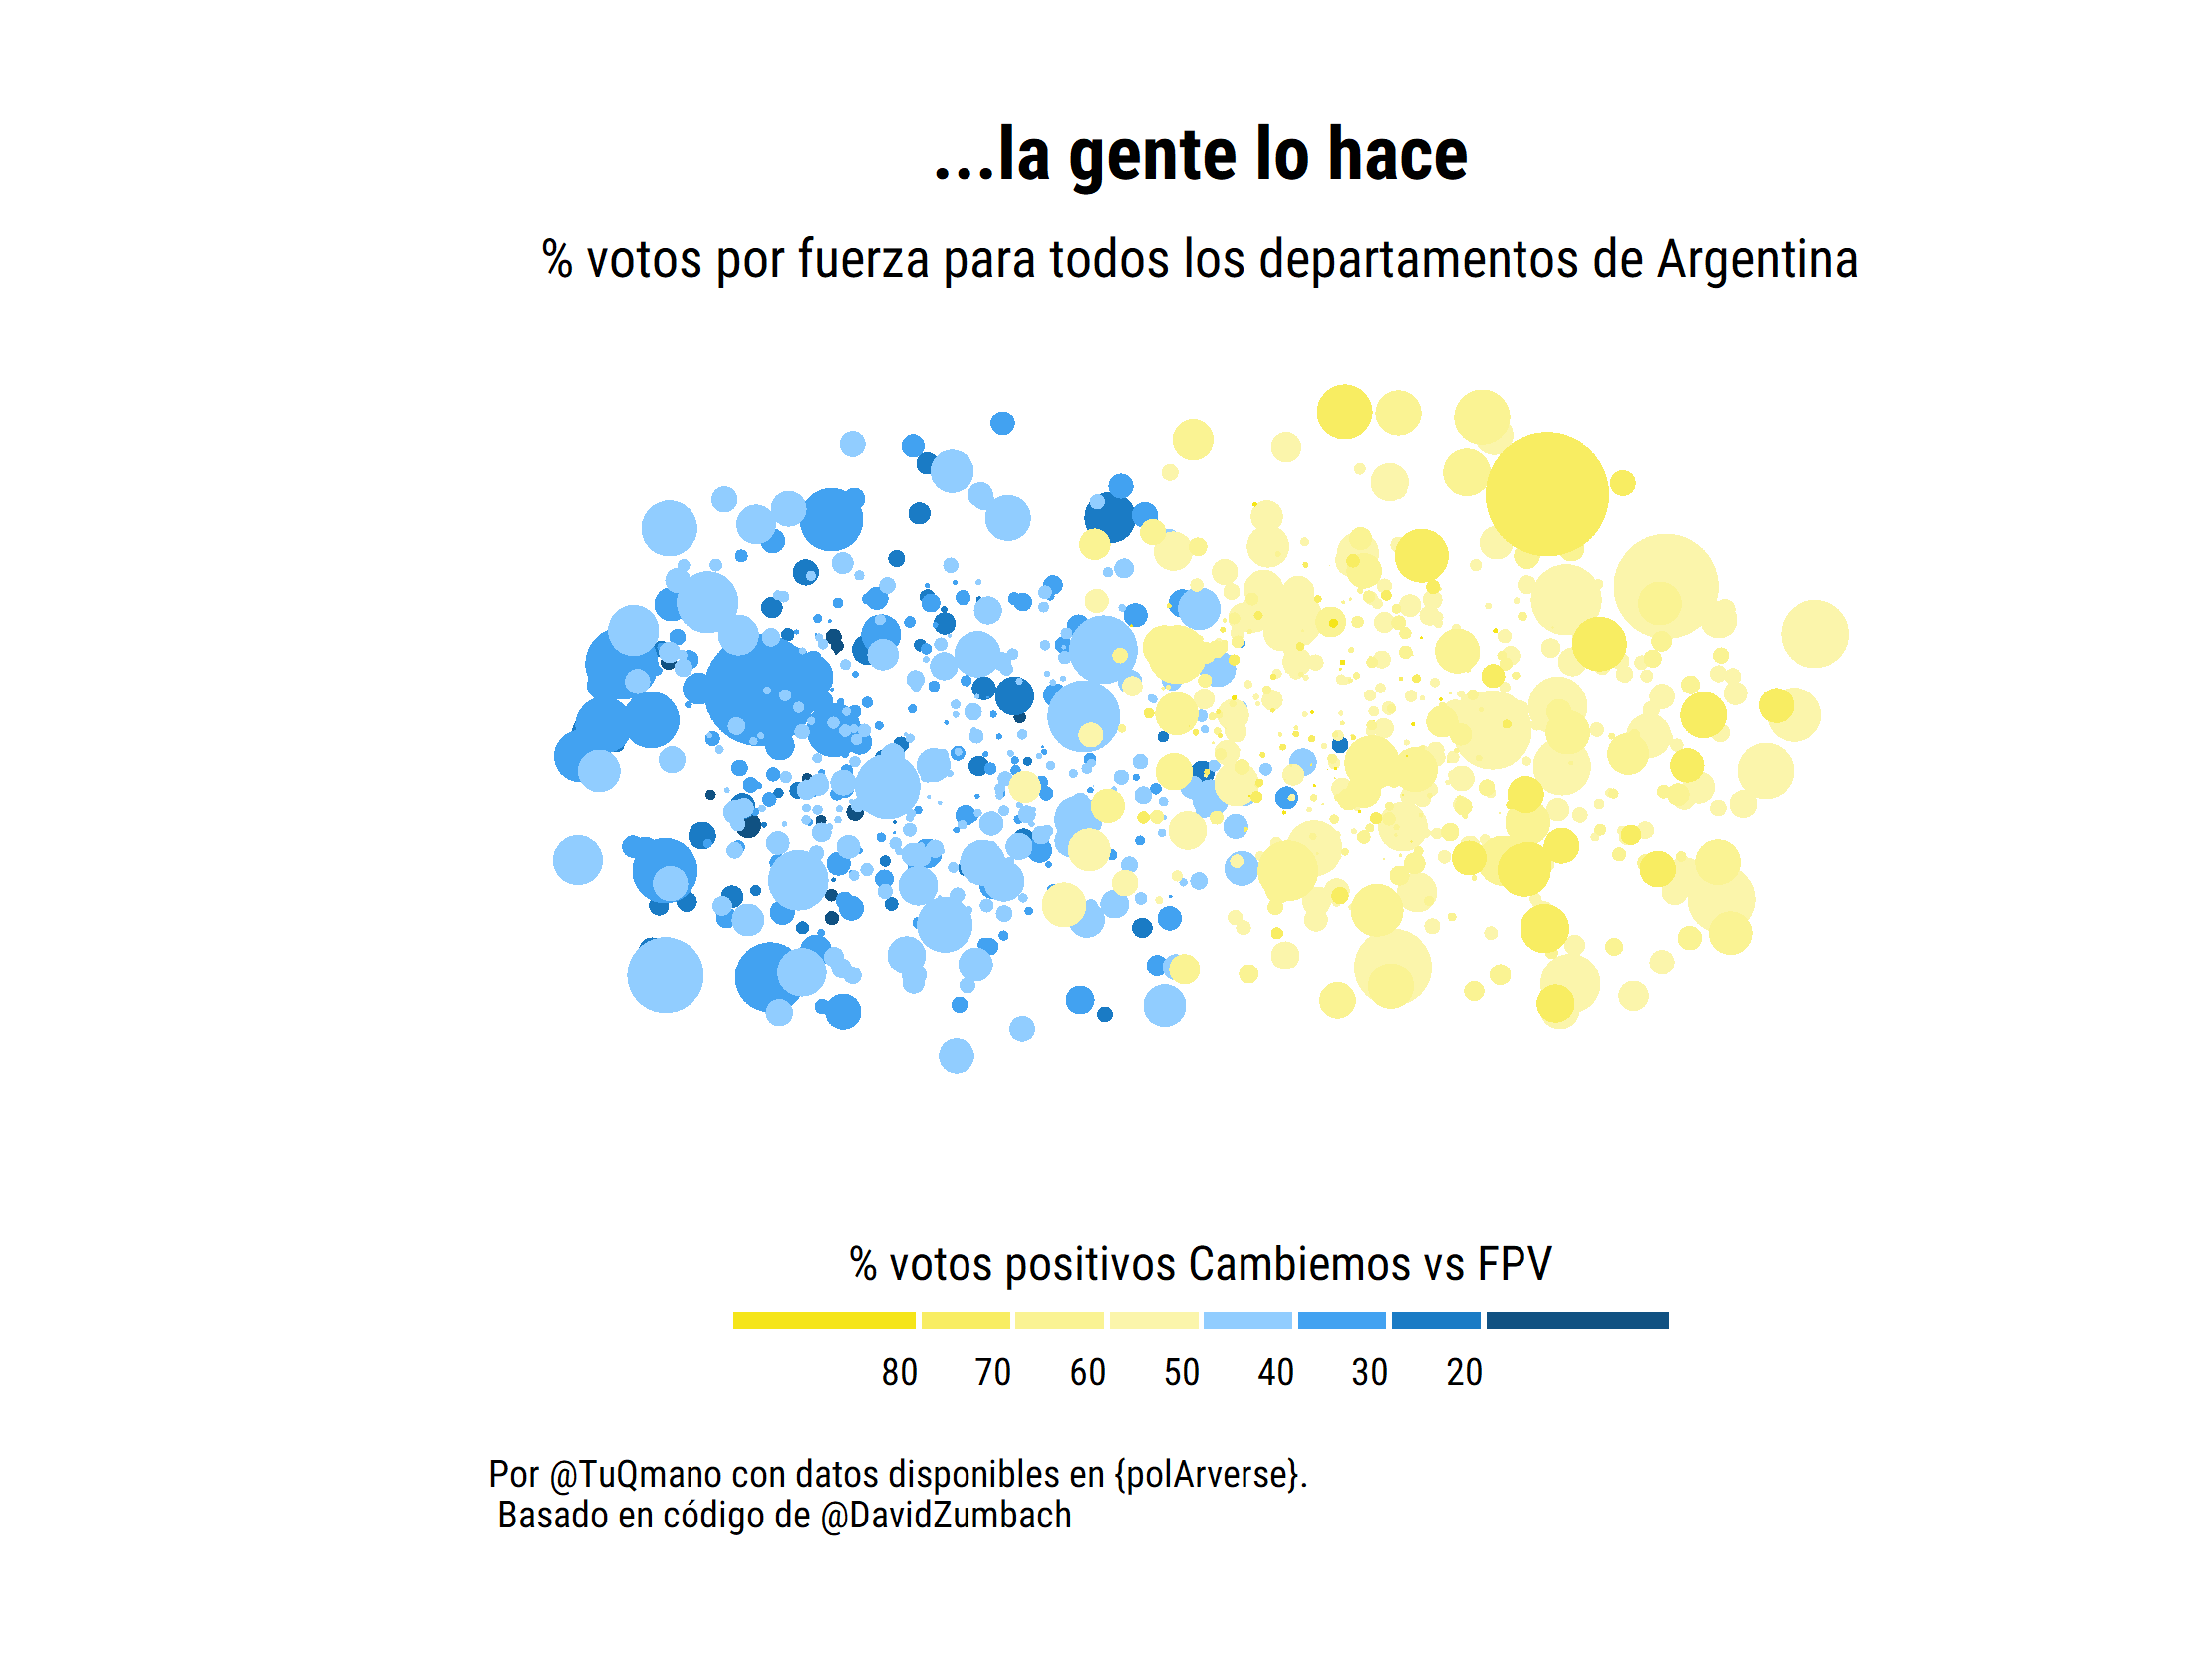 ...la gente lo hace
% votos por fuerza para todos los departamentos de Argentina
% votos positivos Cambiemos vs FPV
80 70 60 50 40 30 20
Por @TuQmano con datos disponibles en {polArverse}.
Basado en código de @DavidZumbach